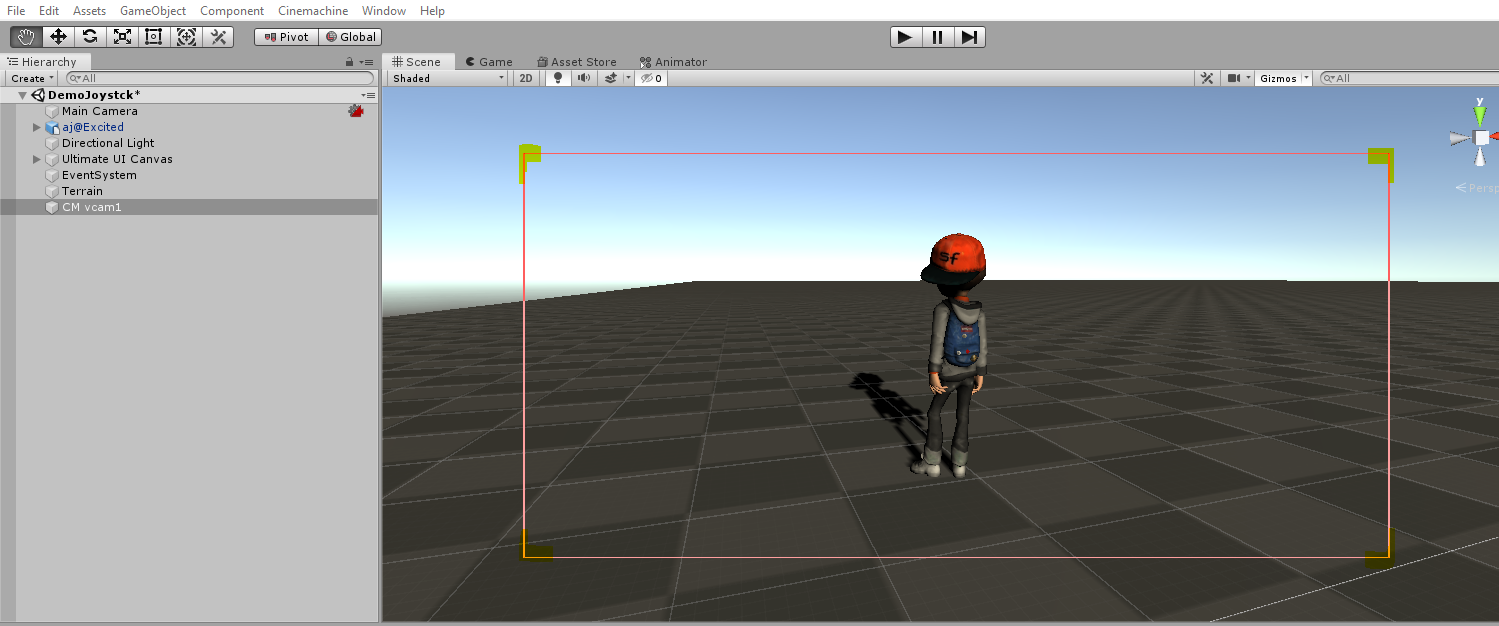 File Edit Assets GameObject Component Cinemachine Window Help
Pivot Global
Hierarchy Scene Game Asset Store Animator
Create All Shaded 2D 0 Gizmos All
DemoJoystck*
Main Camera
aj@Excited
Directional Light
Ultimate UI Canvas
EventSystem
Terrain
CM vcam1
y
Persp
sf